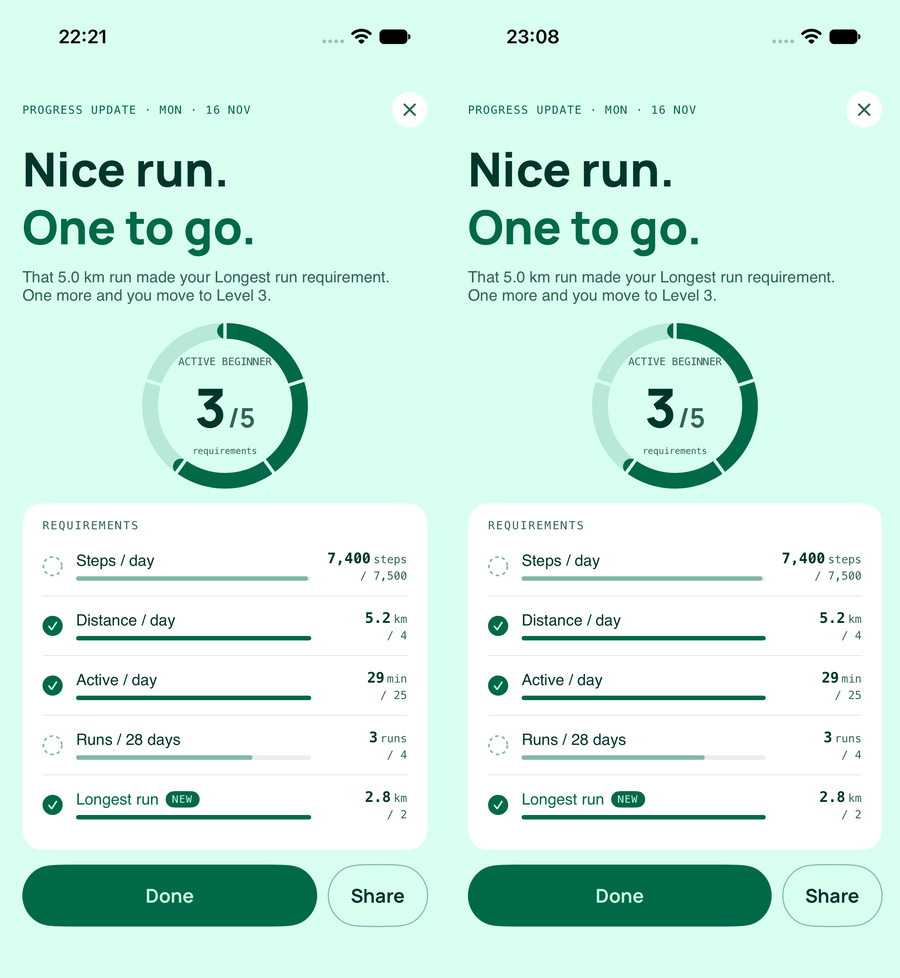 22:21
PROGRESS UPDATE · MON · 16 NOV
Nice run.
One to go.
That 5.0 km run made your Longest run requirement.
One more and you move to Level 3.
ACTIVE BEGINNER
3 /5
requirements
REQUIREMENTS
Steps / day
7,400 steps
/ 7,500
Distance / day
5.2 km
/ 4
Active / day
29 min
/ 25
Runs / 28 days
3 runs
/ 4
Longest run NEW
2.8 km
/ 2
Done
Share
23:08
PROGRESS UPDATE · MON · 16 NOV
Nice run.
One to go.
That 5.0 km run made your Longest run requirement.
One more and you move to Level 3.
ACTIVE BEGINNER
3 /5
requirements
REQUIREMENTS
Steps / day
7,400 steps
/ 7,500
Distance / day
5.2 km
/ 4
Active / day
29 min
/ 25
Runs / 28 days
3 runs
/ 4
Longest run NEW
2.8 km
/ 2
Done
Share